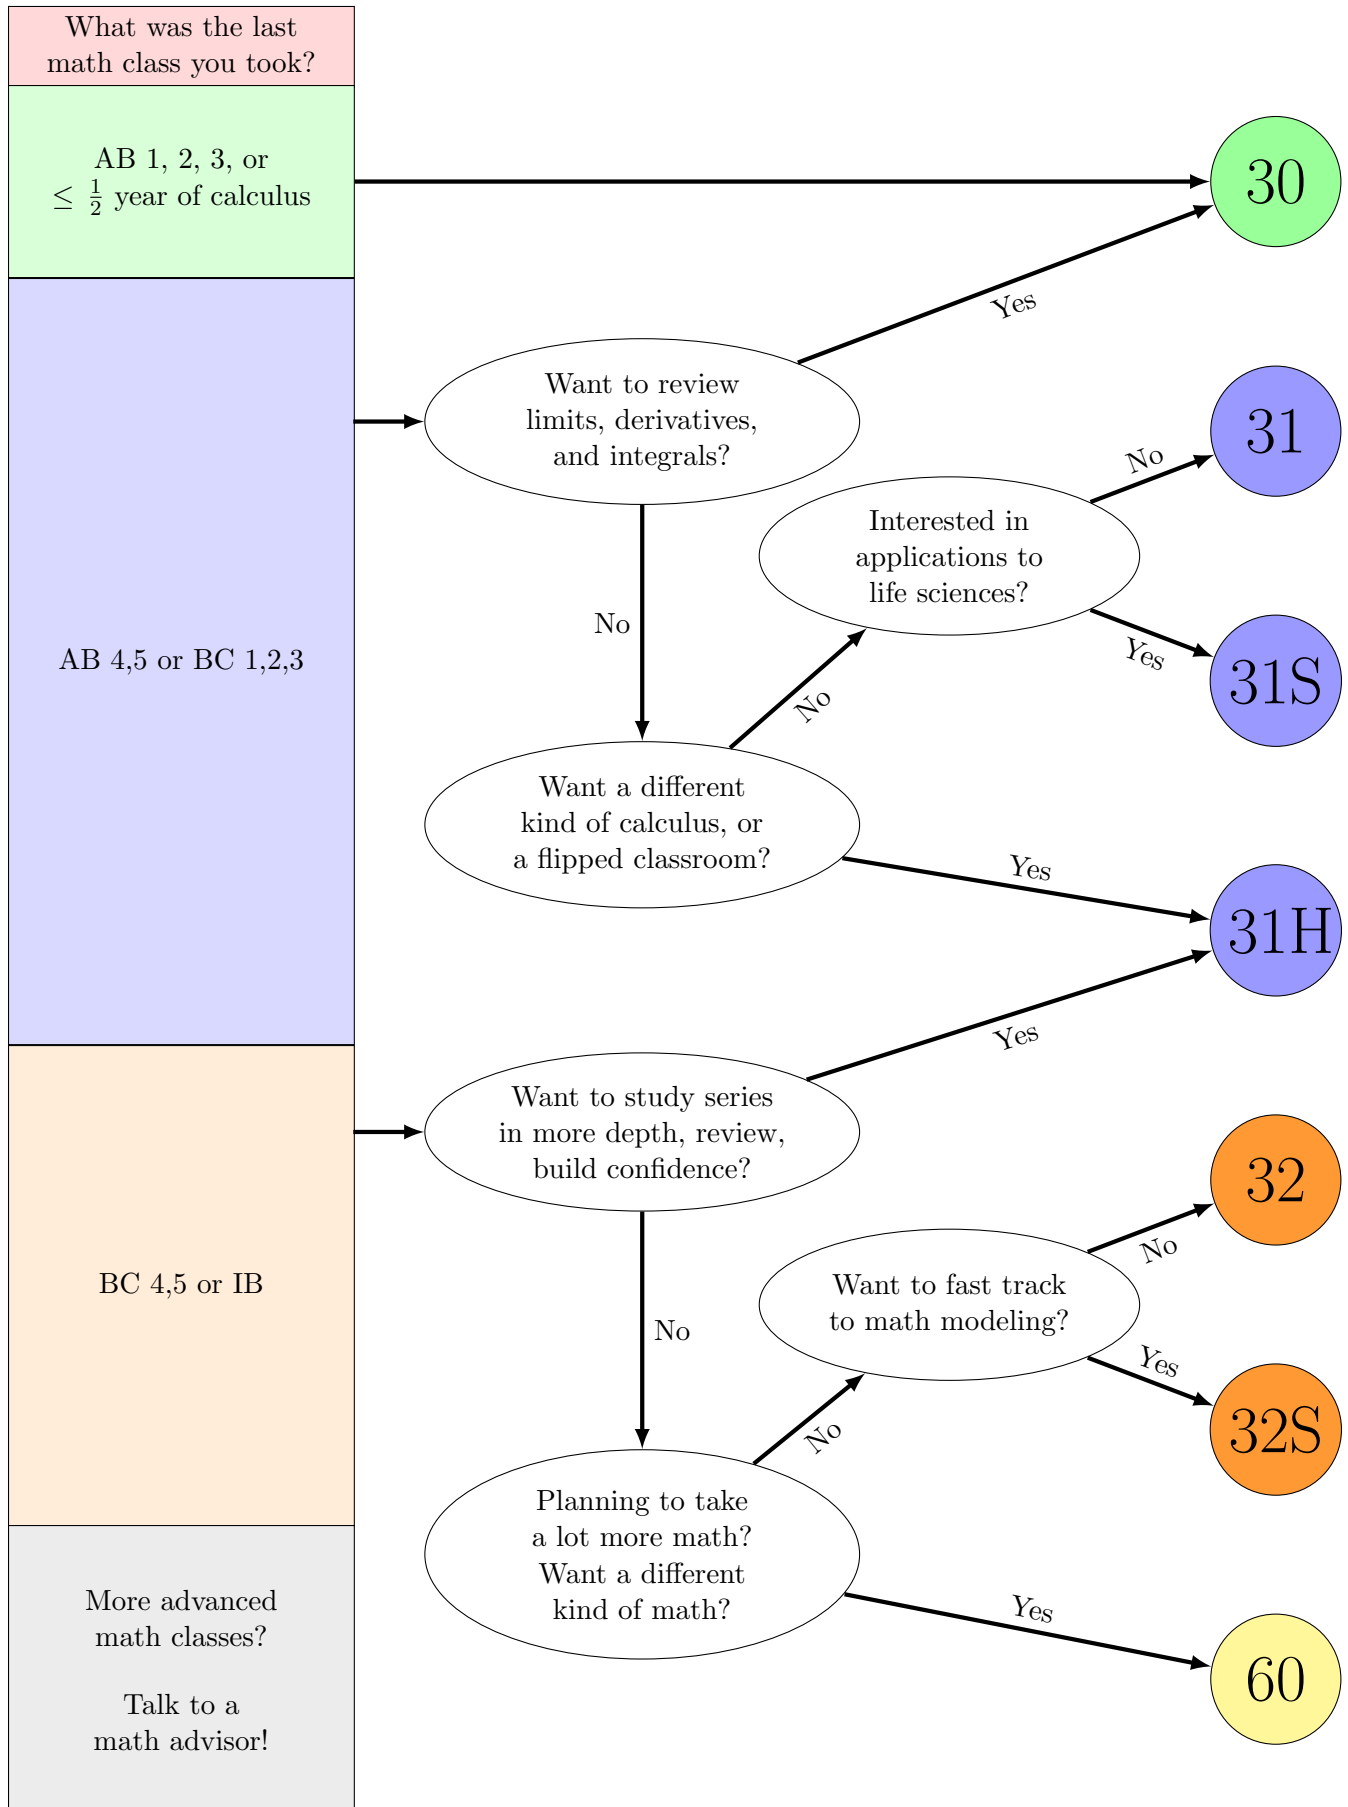 What was the last
math class you took?
AB 1, 2, 3, or
≤ 1/2 year of calculus
30
Yes
Want to review
limits, derivatives,
and integrals?
31
No
Interested in
applications to
life sciences?
No
AB 4,5 or BC 1,2,3
Yes
31S
No
Want a different
kind of calculus, or
a flipped classroom?
Yes
31H
Yes
Want to study series
in more depth, review,
build confidence?
32
No
BC 4,5 or IB
Want to fast track
to math modeling?
No
Yes
32S
No
Planning to take
a lot more math?
Want a different
kind of math?
Yes
60
More advanced
math classes?
Talk to a
math advisor!